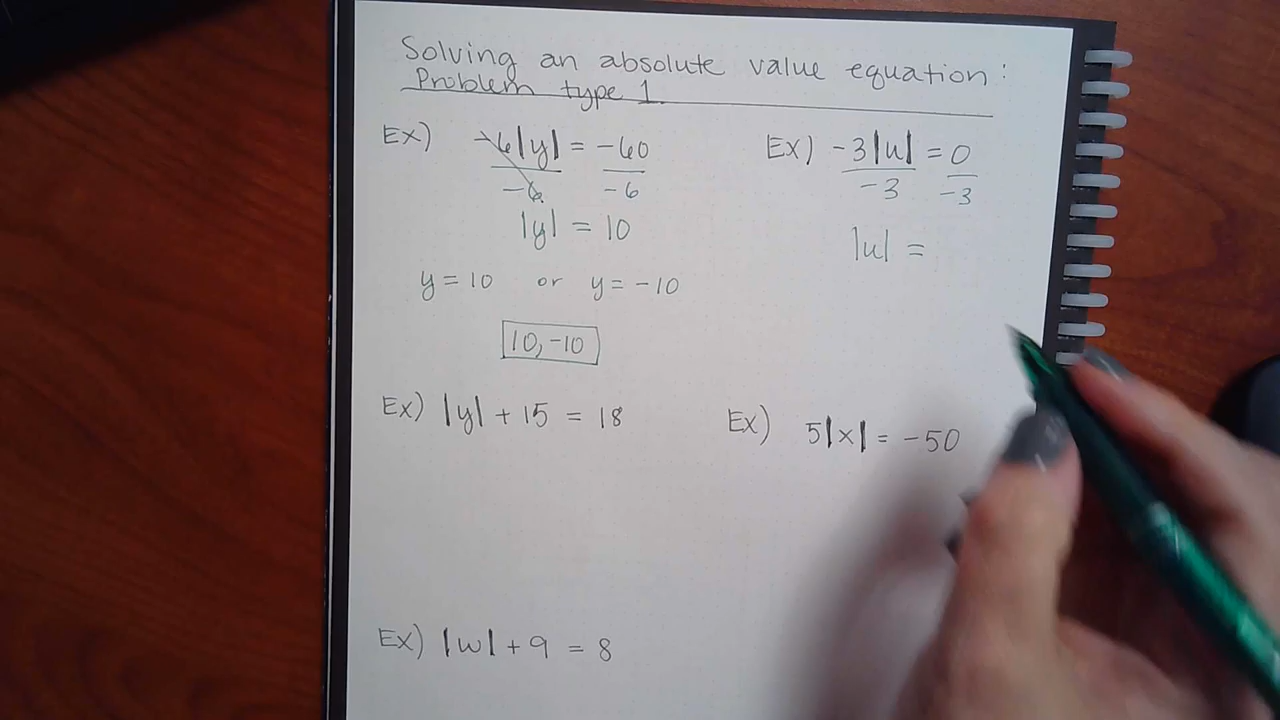 Solving an absolute value equation:
Problem type 1
Ex) -6|y| = -60
-6 -6
|y| = 10
y = 10 or y = -10
10, -10
Ex) -3|u| = 0
-3 -3
|u| =
Ex) |y| + 15 = 18
Ex) 5|x| = -50
Ex) |w| + 9 = 8